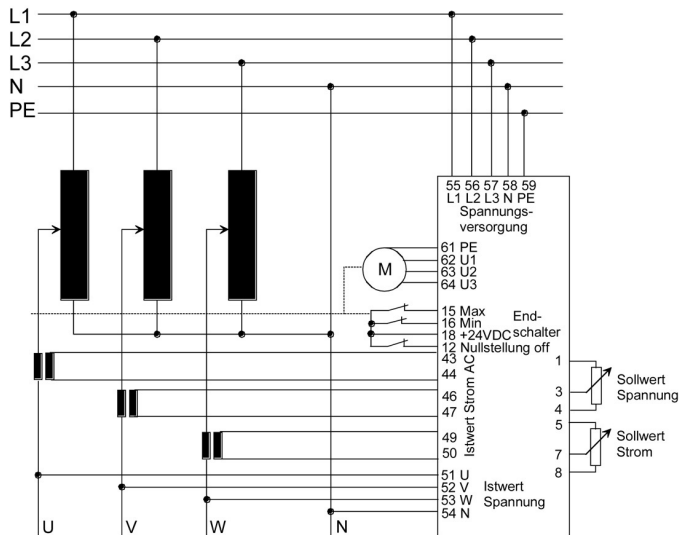 L1
L2
L3
N
PE
55 56 57 58 59
L1 L2 L3 N PE
Spannungs-
versorgung
61 PE
62 U1
63 U2
64 U3
M
15 Max
16 Min
18 +24VDC
12 Nullstellung off
End-
schalter
43
44
46
47
49
50
Istwert Strom AC
1
3
4
Sollwert
Spannung
5
7
8
Sollwert
Strom
51 U
52 V
53 W
54 N
Istwert
Spannung
U
V
W
N